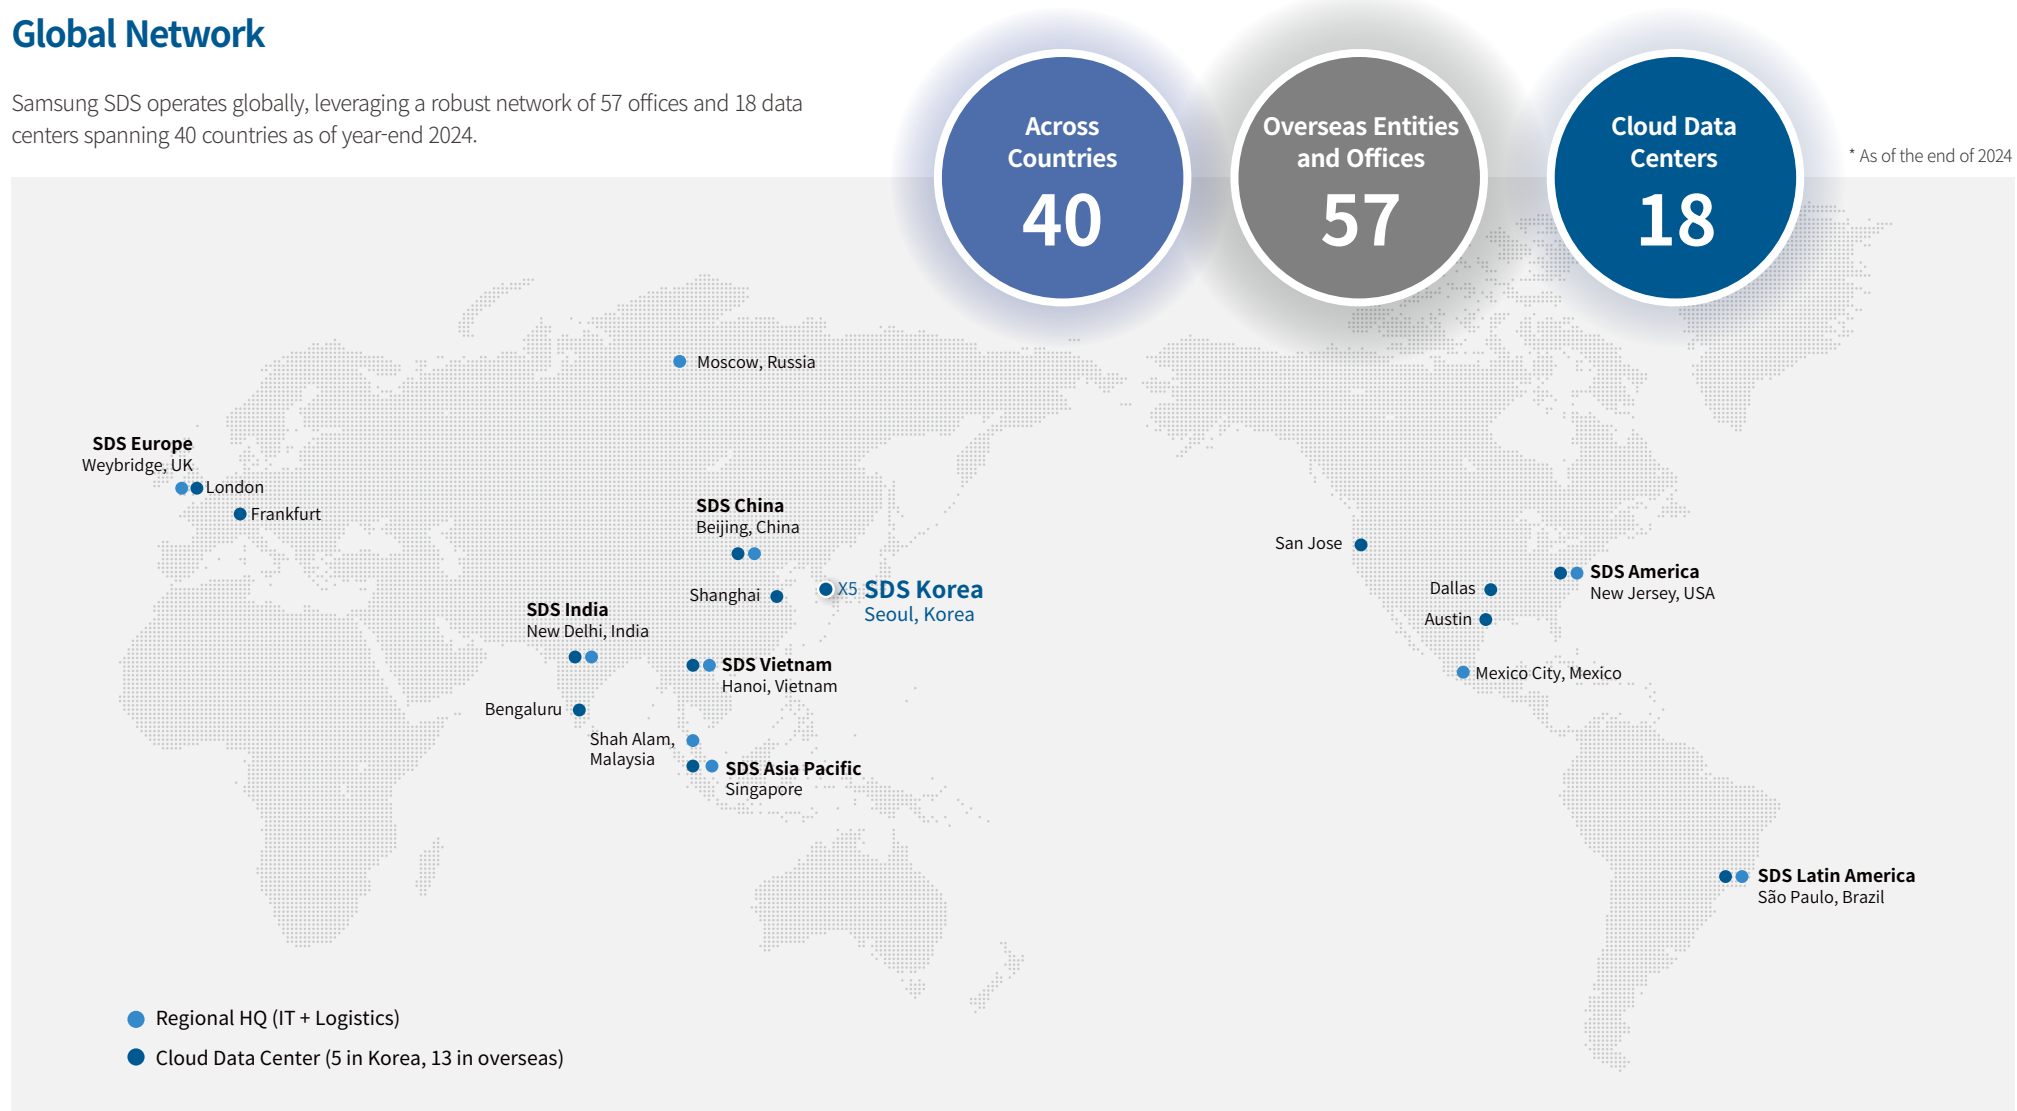 Global Network
Samsung SDS operates globally, leveraging a robust network of 57 offices and 18 data
centers spanning 40 countries as of year-end 2024.
Across
Countries
40
Overseas Entities
and Offices
57
Cloud Data
Centers
18
* As of the end of 2024
Moscow, Russia
SDS Europe
Weybridge, UK
London
Frankfurt
SDS China
Beijing, China
Shanghai
X5 SDS Korea
Seoul, Korea
SDS India
New Delhi, India
SDS Vietnam
Hanoi, Vietnam
Bengaluru
Shah Alam,
Malaysia
SDS Asia Pacific
Singapore
San Jose
Dallas
Austin
SDS America
New Jersey, USA
Mexico City, Mexico
SDS Latin America
São Paulo, Brazil
Regional HQ (IT + Logistics)
Cloud Data Center (5 in Korea, 13 in overseas)